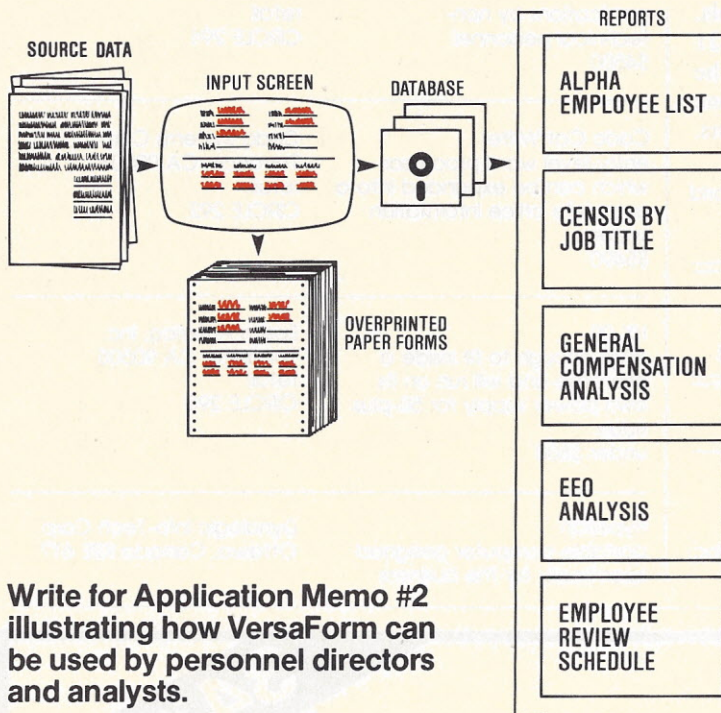 REPORTS
SOURCE DATA
INPUT SCREEN
DATABASE
ALPHA
EMPLOYEE LIST
CENSUS BY
JOB TITLE
OVERPRINTED
PAPER FORMS
GENERAL
COMPENSATION
ANALYSIS
EEO
ANALYSIS
Write for Application Memo #2
illustrating how VersaForm can
be used by personnel directors
and analysts.
EMPLOYEE
REVIEW
SCHEDULE